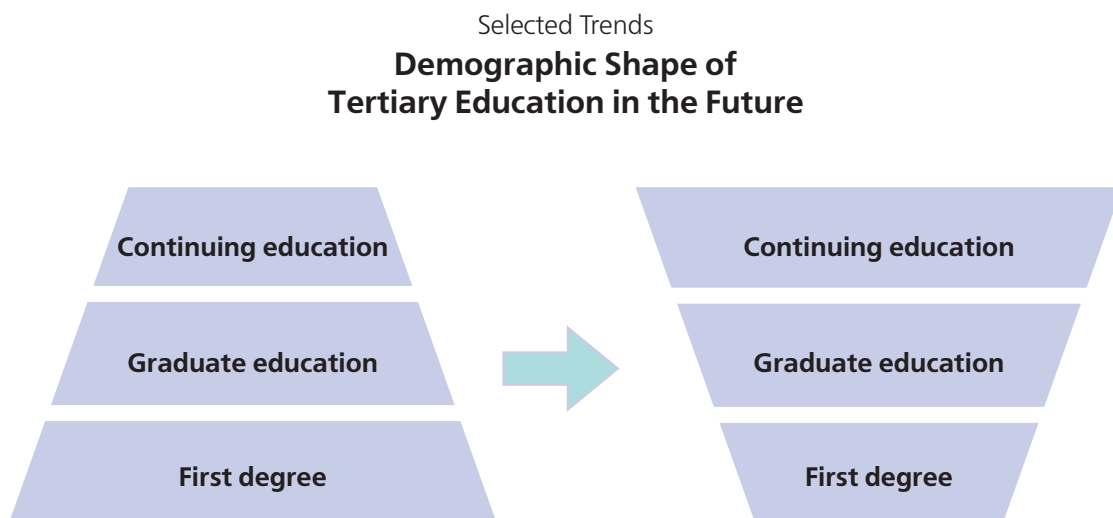 Selected Trends
Demographic Shape of
Tertiary Education in the Future
Continuing education
Graduate education
First degree
Continuing education
Graduate education
First degree